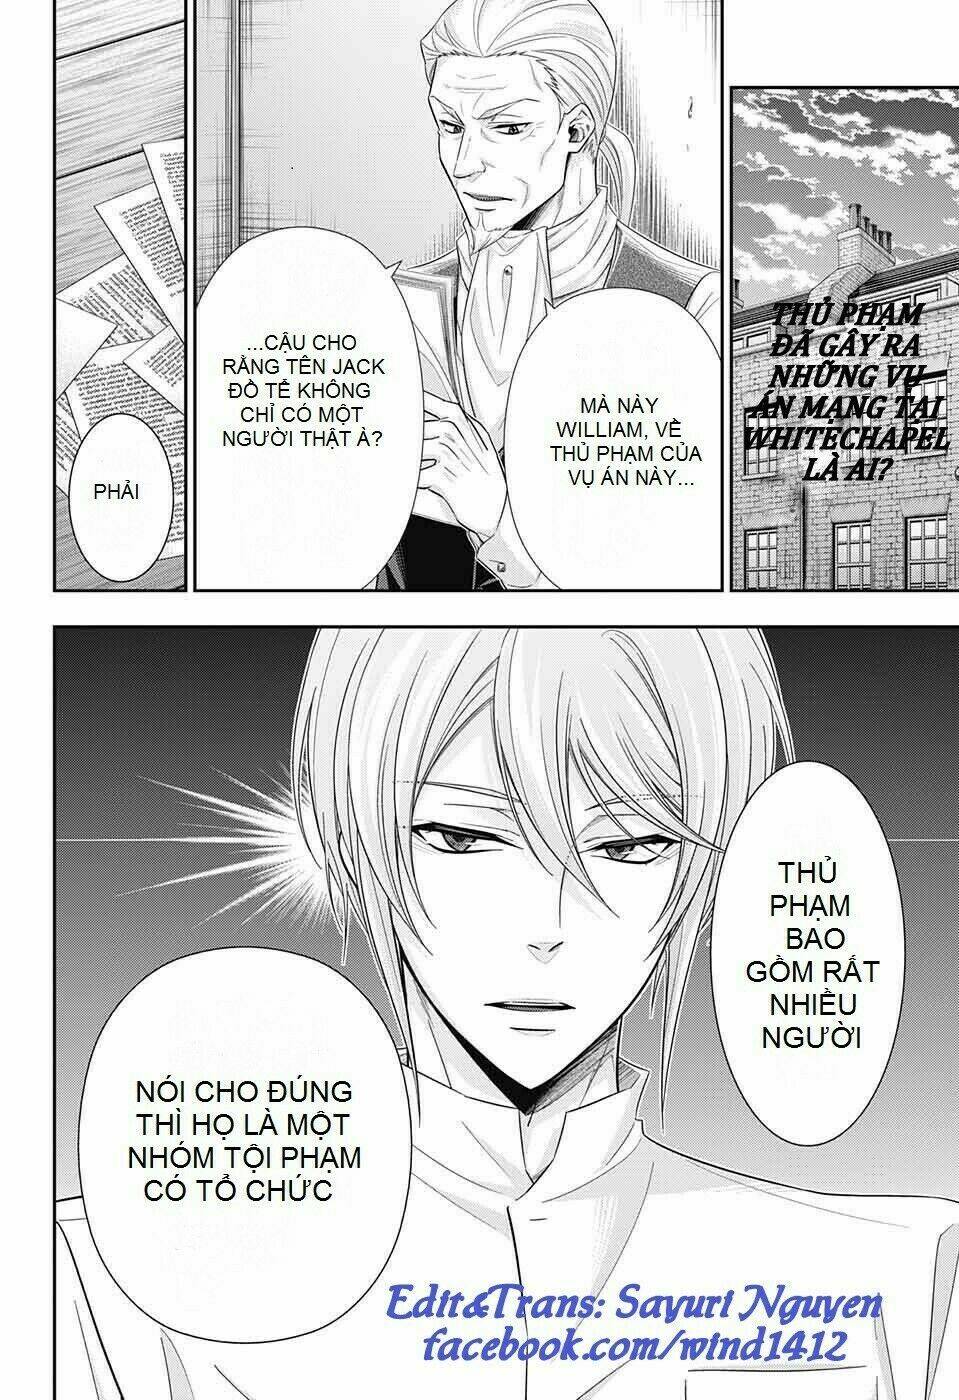 THỦ PHẠM
ĐÃ GÂY RA
NHỮNG VỤ
ÁN MẠNG TẠI
WHITECHAPEL
LÀ AI?
MÀ NÀY
WILLIAM, VỀ
THỦ PHẠM CỦA
VỤ ÁN NÀY...
...CẬU CHO
RẰNG TÊN JACK
ĐỒ TỂ KHÔNG
CHỈ CÓ MỘT
NGƯỜI THẬT À?
PHẢI
THỦ
PHẠM
BAO
GỒM RẤT
NHIỀU
NGƯỜI
NÓI CHO ĐÚNG
THÌ HỌ LÀ MỘT
NHÓM TỘI PHẠM
CÓ TỔ CHỨC
Edit&Trans: Sayuri Nguyen
facebook.com/wind1412